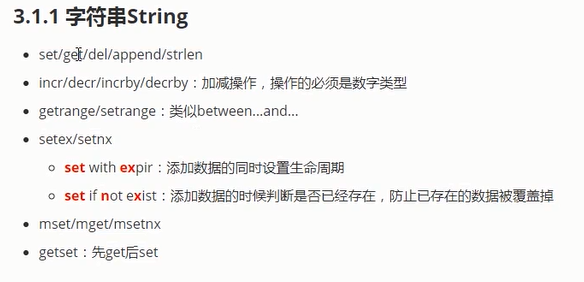 3.1.1 字符串String
set/get/del/append/strlen
incr/decr/incrby/decrby：加减操作，操作的必须是数字类型
getrange/setrange：类似between...and...
setex/setnx
set with expir：添加数据的同时设置生命周期
set if not exist：添加数据的时候判断是否已经存在，防止已存在的数据被覆盖掉
mset/mget/msetnx
getset：先get后set